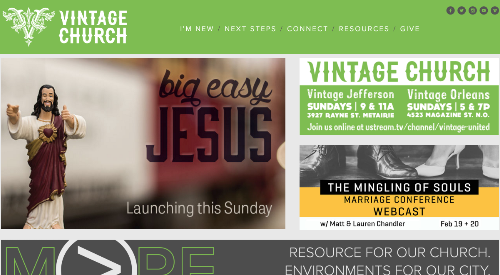 VINTAGE
CHURCH
I'M NEW / NEXT STEPS / CONNECT / RESOURCES / GIVE
big easy
JESUS
Launching this Sunday
VINTAGE CHURCH
Vintage Jefferson
SUNDAYS | 9 & 11A
3927 RAYNE ST. METAIRIE
Vintage Orleans
SUNDAYS | 5 & 7P
4523 MAGAZINE ST. N.O.
Join us online at ustream.tv/channel/vintage-united
THE MINGLING OF SOULS
MARRIAGE CONFERENCE
WEBCAST
w/ Matt & Lauren Chandler
Feb 19 + 20
M>RE
RESOURCE FOR OUR CHURCH.
ENVIRONMENTS FOR OUR CITY.